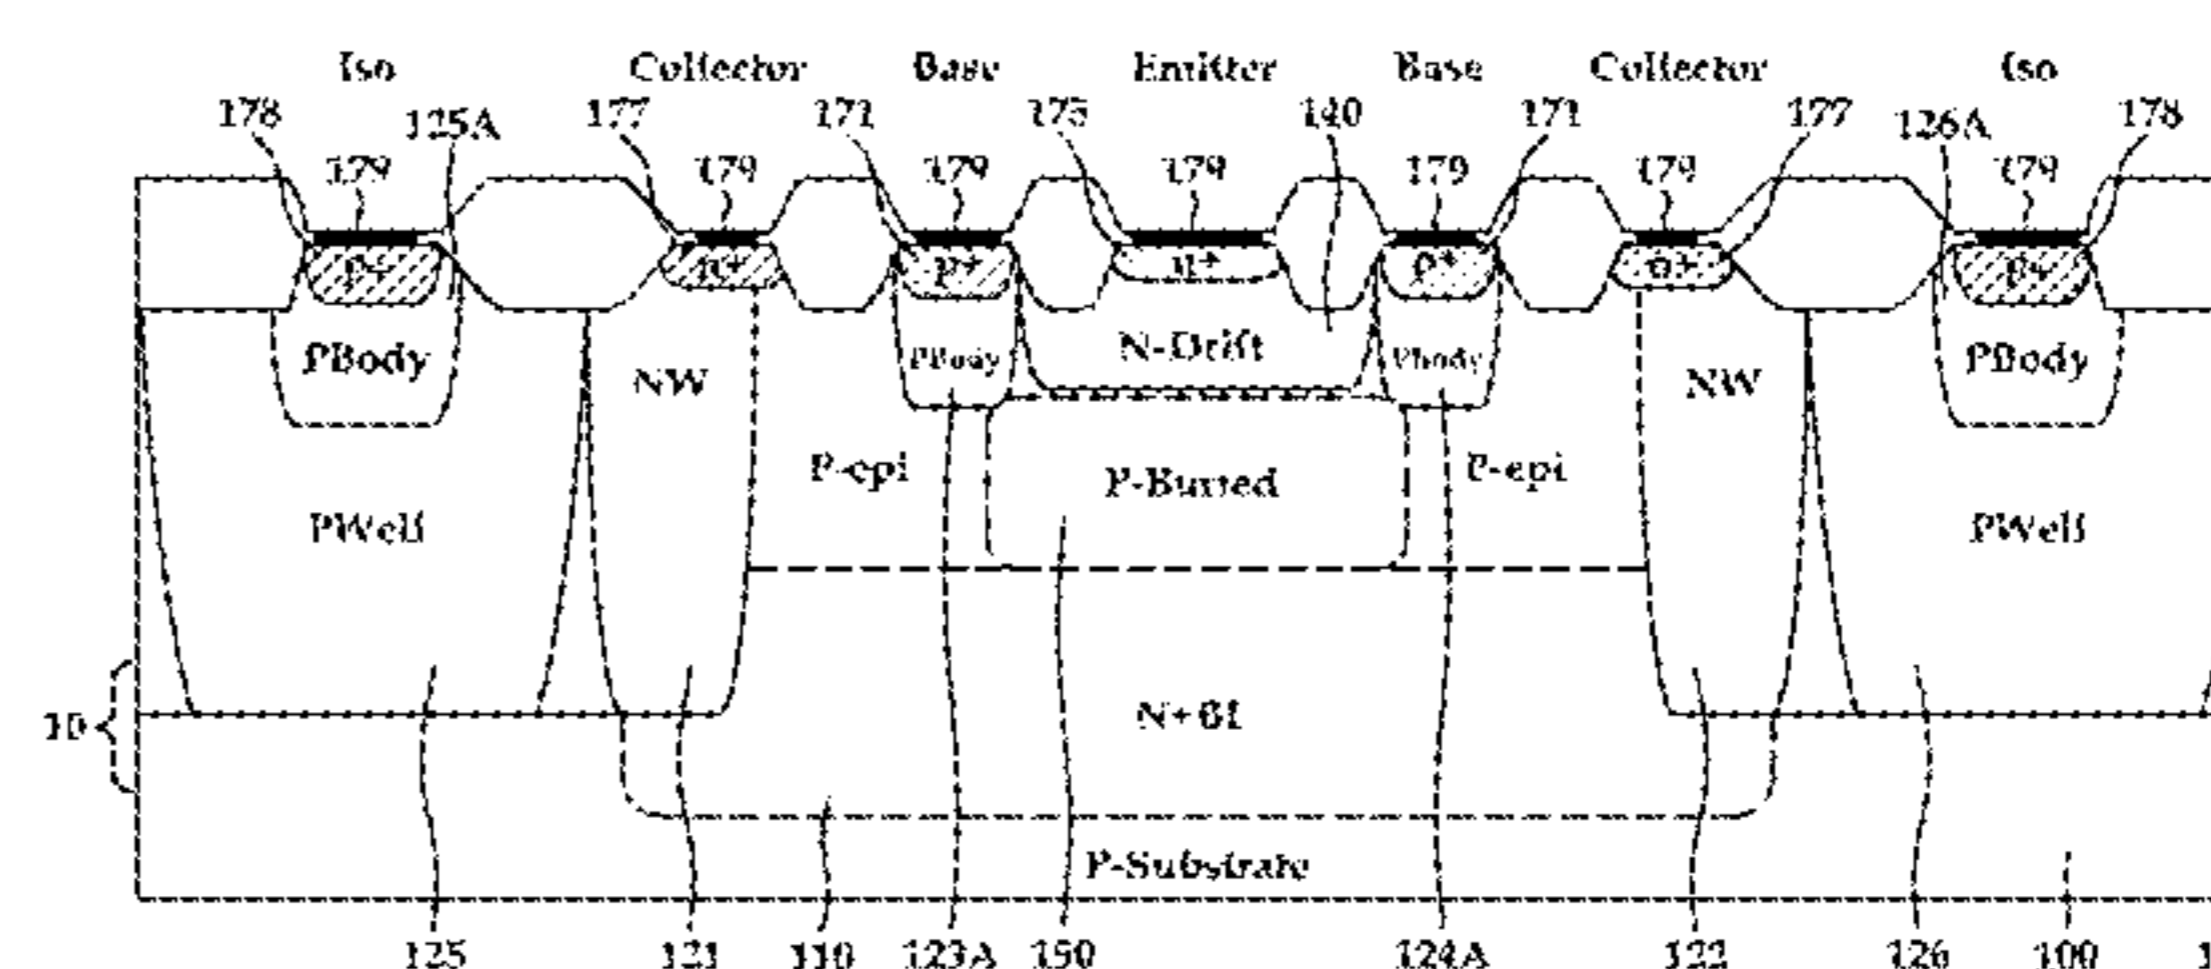 Iso Collector Base Emitter Base Collector Iso
178 125A 177 171 175 140 171 177 126A 178
179 179 179 179 179 179 179
p+ n+ p+ n+ p+ n+ p+
PBody NW PBody N-Drift PBody NW PBody
P-epi P-Buried P-epi
PWell PWell
10 N+BL
P-Substrate
125 121 110 123A 150 124A 122 126 100